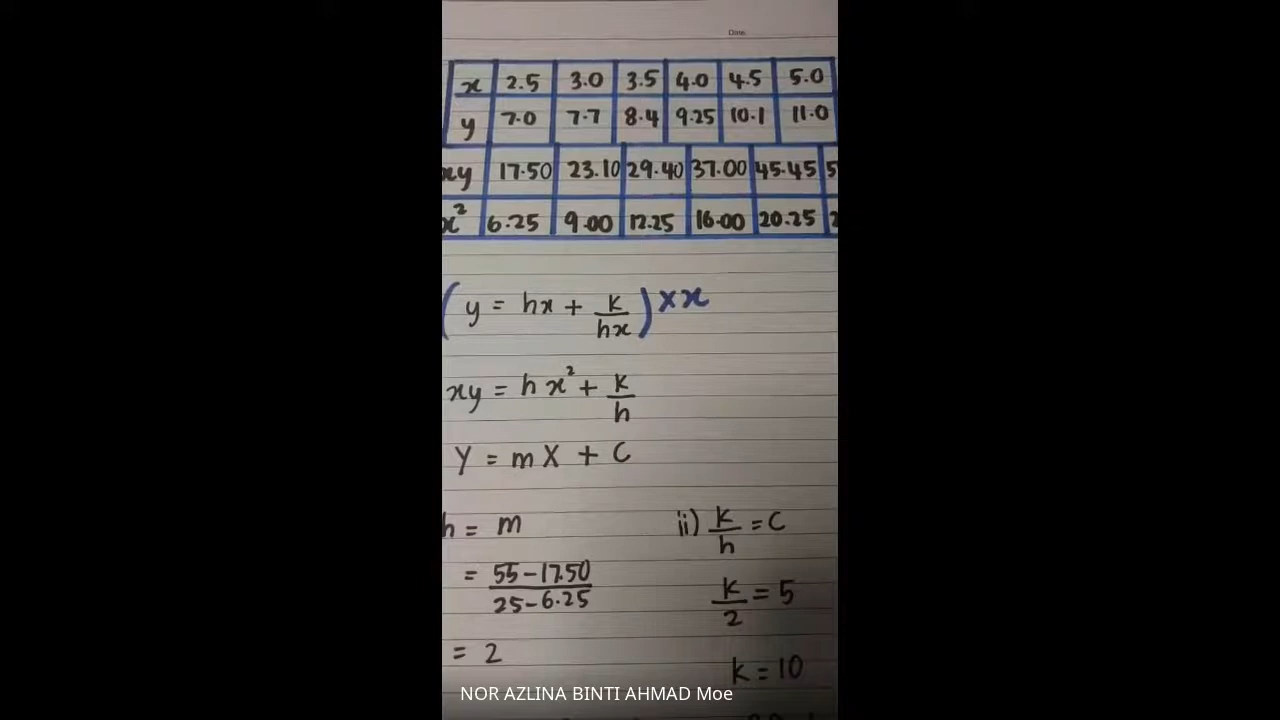 Date.
x 2.5 3.0 3.5 4.0 4.5 5.0
y 7.0 7.7 8.4 9.25 10.1 11.0
xy 17.50 23.10 29.40 37.00 45.45 5
x² 6.25 9.00 12.25 16.00 20.25 2
(y = hx + k/hx) × x
xy = hx² + k/h
Y = mX + C
h = m
= 55-17.50/25-6.25
= 2
ii) k/h = C
k/2 = 5
k = 10
NOR AZLINA BINTI AHMAD Moe